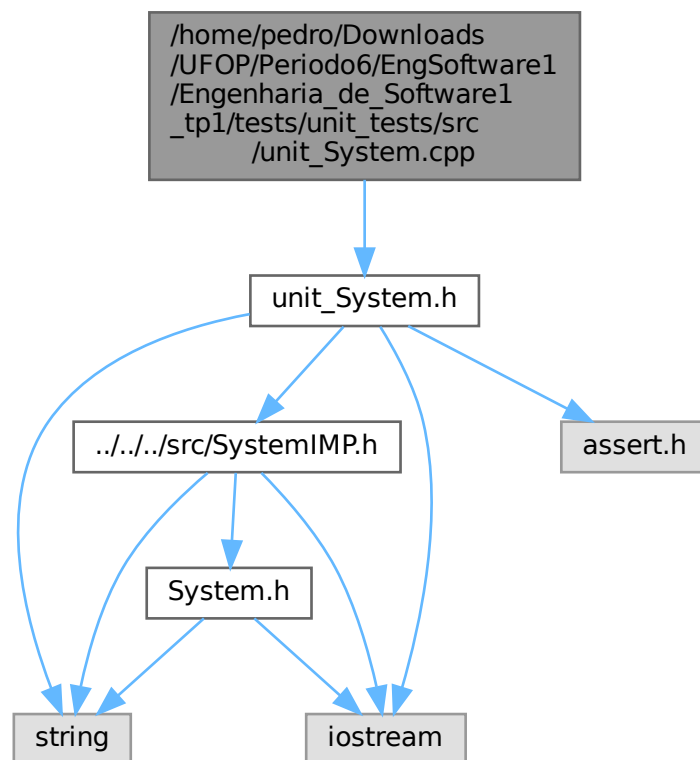 /home/pedro/Downloads
/UFOP/Periodo6/EngSoftware1
/Engenharia_de_Software1
_tp1/tests/unit_tests/src
/unit_System.cpp
unit_System.h
../../../src/SystemIMP.h
assert.h
System.h
string
iostream